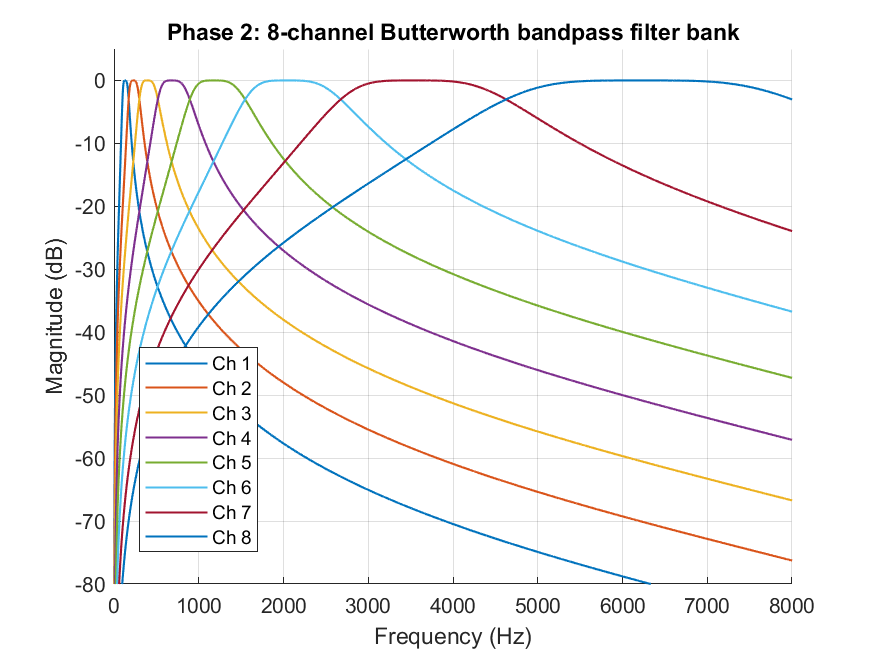 Phase 2: 8-channel Butterworth bandpass filter bank
Magnitude (dB)
0
-10
-20
-30
-40
-50
-60
-70
-80
Ch 1
Ch 2
Ch 3
Ch 4
Ch 5
Ch 6
Ch 7
Ch 8
0 1000 2000 3000 4000 5000 6000 7000 8000
Frequency (Hz)